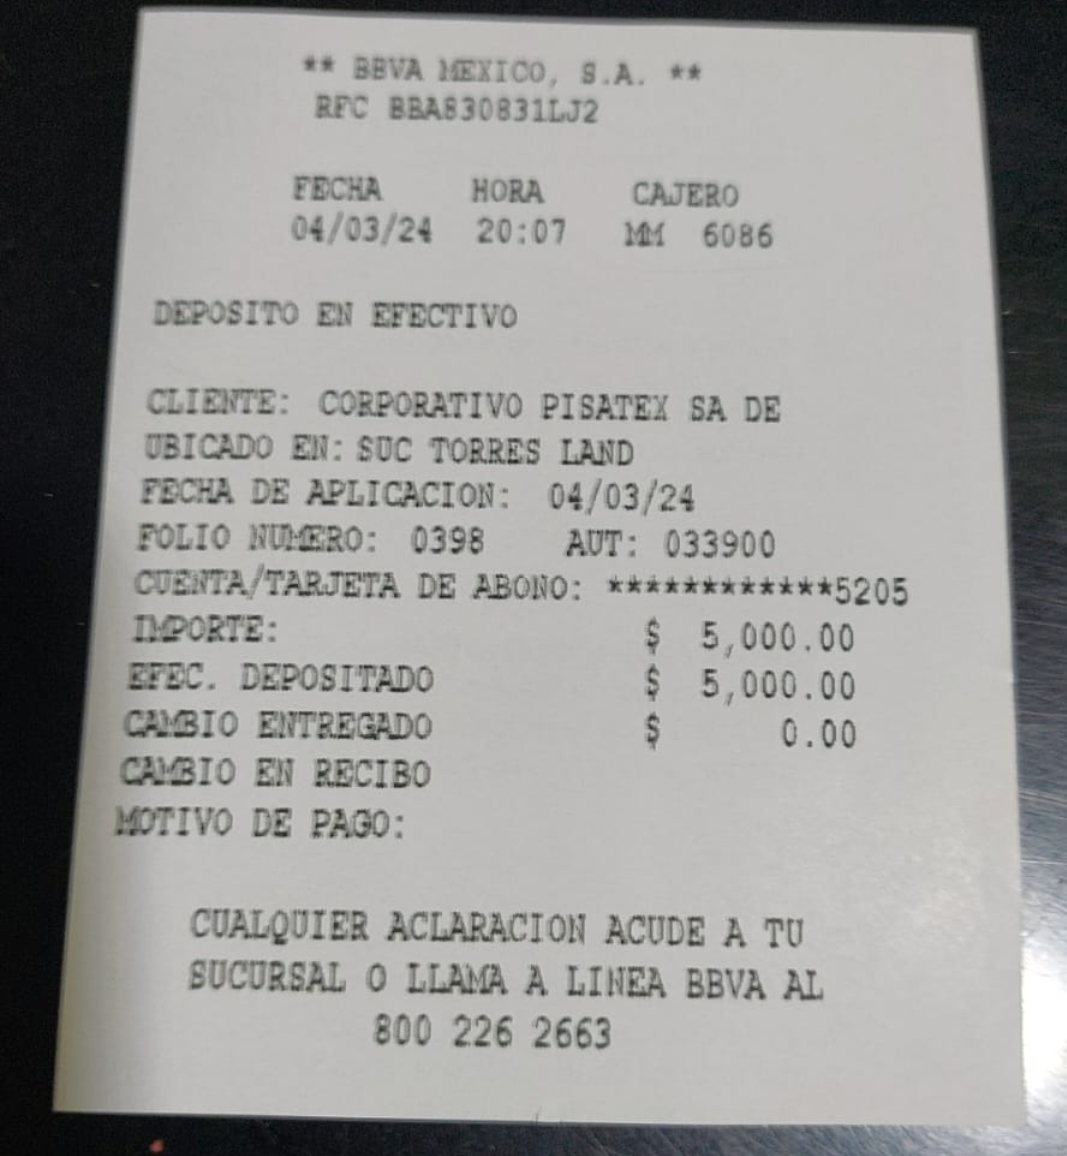 ** BBVA MEXICO, S.A. **
RFC BBA830831LJ2
FECHA HORA CAJERO
04/03/24 20:07 MM 6086
DEPOSITO EN EFECTIVO
CLIENTE: CORPORATIVO PISATEX SA DE
UBICADO EN: SUC TORRES LAND
FECHA DE APLICACION: 04/03/24
FOLIO NUMERO: 0398 AUT: 033900
CUENTA/TARJETA DE ABONO: ************5205
IMPORTE: $ 5,000.00
EFEC. DEPOSITADO $ 5,000.00
CAMBIO ENTREGADO $ 0.00
CAMBIO EN RECIBO
MOTIVO DE PAGO:
CUALQUIER ACLARACION ACUDE A TU
SUCURSAL O LLAMA A LINEA BBVA AL
800 226 2663